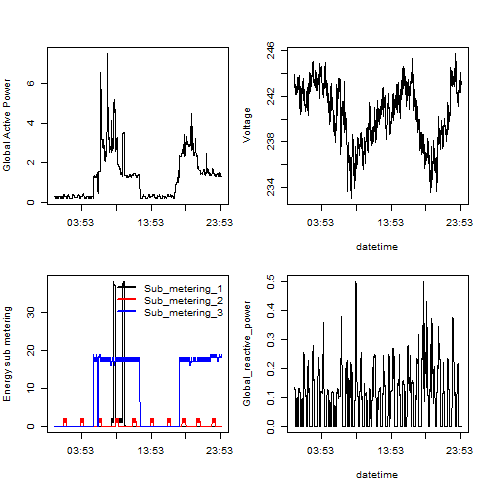 Global Active Power
0 2 4 6
03:53 13:53 23:53
Voltage
234 238 242 246
03:53 13:53 23:53
datetime
Energy sub metering
0 10 20 30
Sub_metering_1
Sub_metering_2
Sub_metering_3
03:53 13:53 23:53
Global_reactive_power
0.0 0.1 0.2 0.3 0.4 0.5
03:53 13:53 23:53
datetime